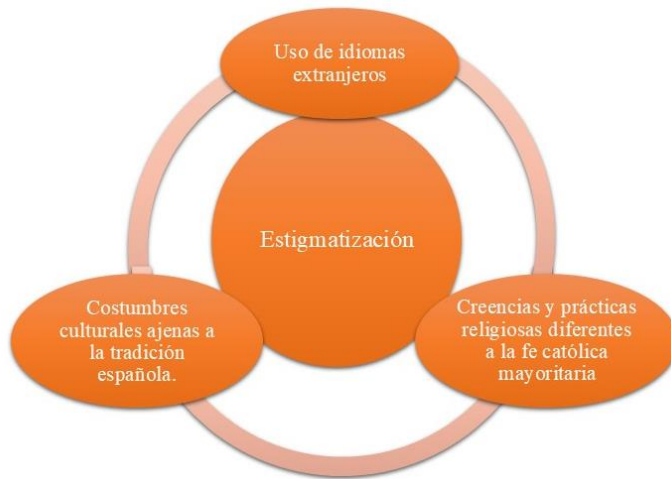 Uso de idiomas
extranjeros
Estigmatización
Costumbres
culturales ajenas a
la tradición
española.
Creencias y prácticas
religiosas diferentes
a la fe católica
mayoritaria